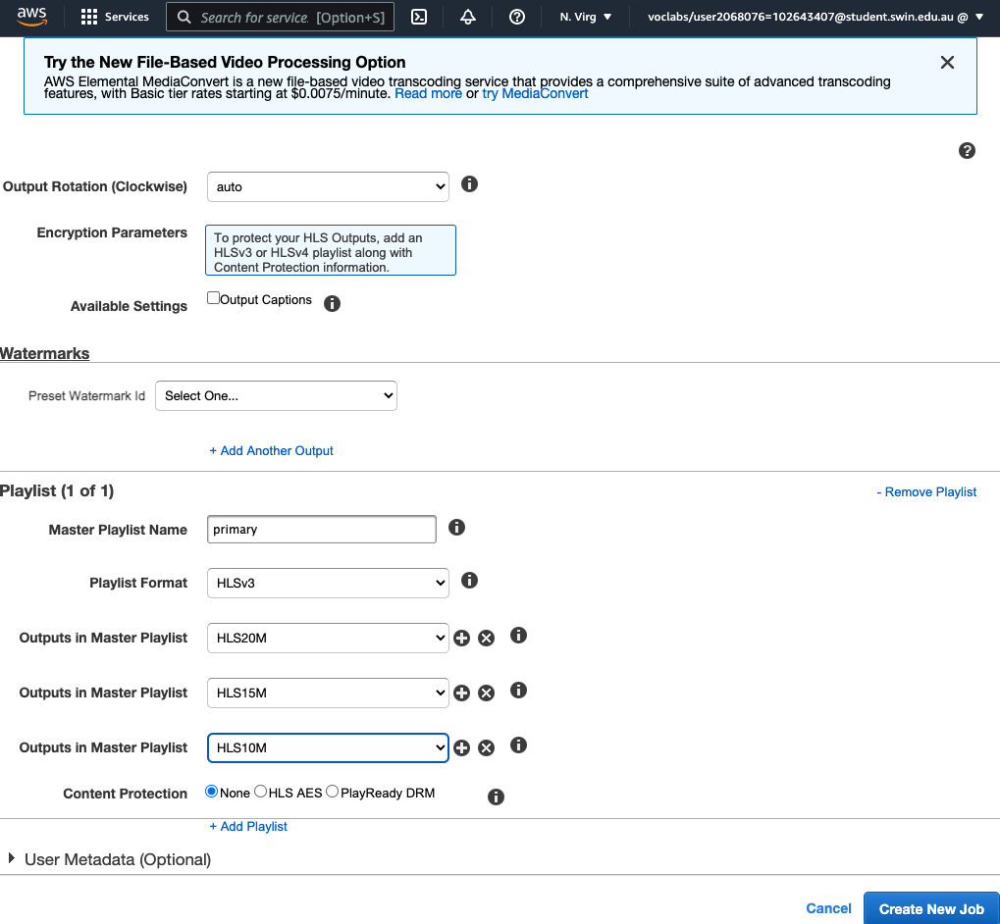 aws
Services
Search for service. [Option+S]
N. Virg
voclabs/user2068076=102643407@student.swin.edu.au @
Try the New File-Based Video Processing Option
AWS Elemental MediaConvert is a new file-based video transcoding service that provides a comprehensive suite of advanced transcoding
features, with Basic tier rates starting at $0.0075/minute. Read more or try MediaConvert
Output Rotation (Clockwise)
auto
Encryption Parameters
To protect your HLS Outputs, add an
HLSv3 or HLSv4 playlist along with
Content Protection information.
Available Settings
Output Captions
Watermarks
Preset Watermark Id
Select One...
+ Add Another Output
Playlist (1 of 1)
- Remove Playlist
Master Playlist Name
primary
Playlist Format
HLSv3
Outputs in Master Playlist
HLS20M
Outputs in Master Playlist
HLS15M
Outputs in Master Playlist
HLS10M
Content Protection
None HLS AES PlayReady DRM
+ Add Playlist
User Metadata (Optional)
Cancel
Create New Job